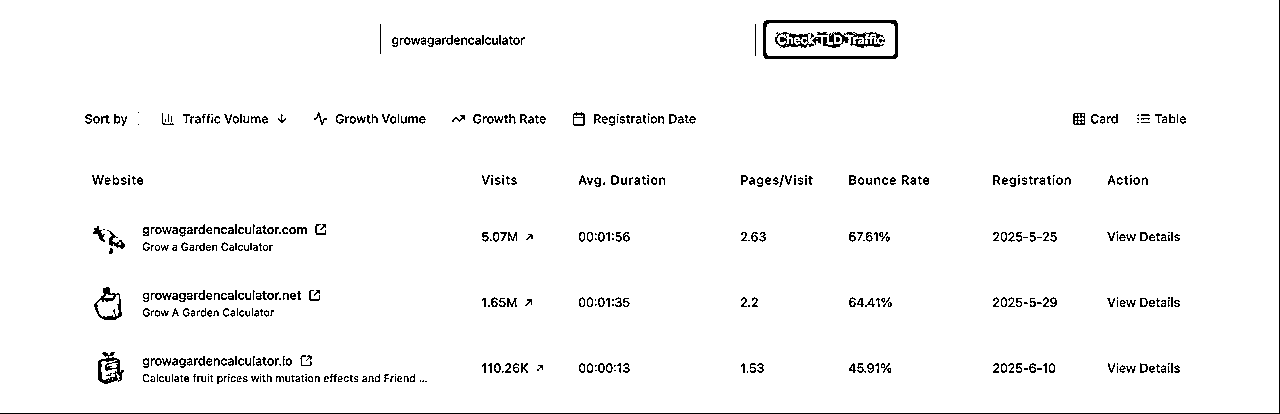 growagardencalculator Check TLD Traffic
Sort by Traffic Volume ↓ Growth Volume Growth Rate Registration Date Card Table
Website Visits Avg. Duration Pages/Visit Bounce Rate Registration Action
growagardencalculator.com
Grow a Garden Calculator
5.07M 00:01:56 2.63 67.61% 2025-5-25 View Details
growagardencalculator.net
Grow A Garden Calculator
1.65M 00:01:35 2.2 64.41% 2025-5-29 View Details
growagardencalculator.io
Calculate fruit prices with mutation effects and Friend ...
110.26K 00:00:13 1.53 45.91% 2025-6-10 View Details